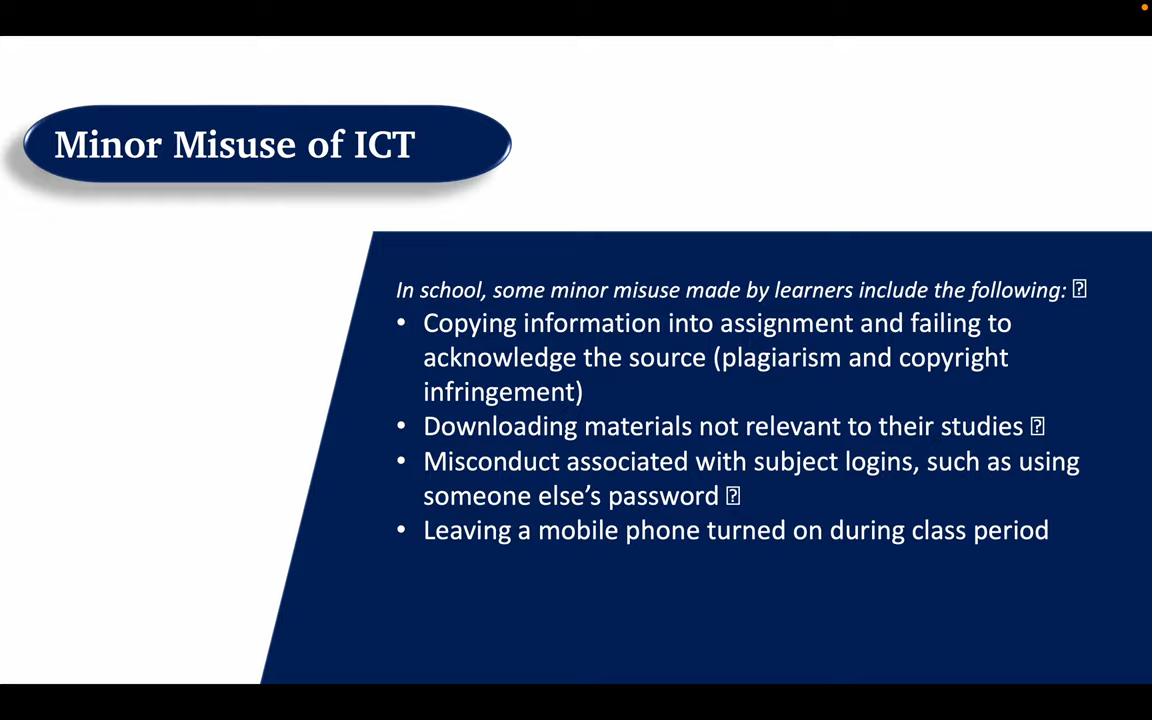 Minor Misuse of ICT
In school, some minor misuse made by learners include the following: 
• Copying information into assignment and failing to
acknowledge the source (plagiarism and copyright
infringement)
• Downloading materials not relevant to their studies 
• Misconduct associated with subject logins, such as using
someone else’s password 
• Leaving a mobile phone turned on during class period